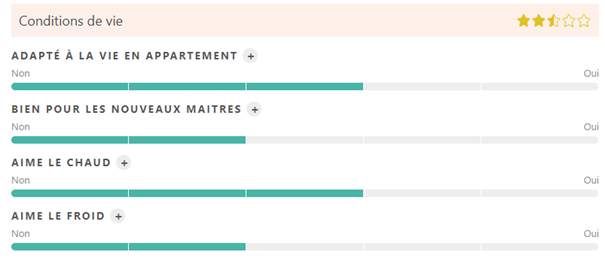 Conditions de vie
ADAPTÉ À LA VIE EN APPARTEMENT +
Non Oui
BIEN POUR LES NOUVEAUX MAITRES +
Non Oui
AIME LE CHAUD +
Non Oui
AIME LE FROID +
Non Oui